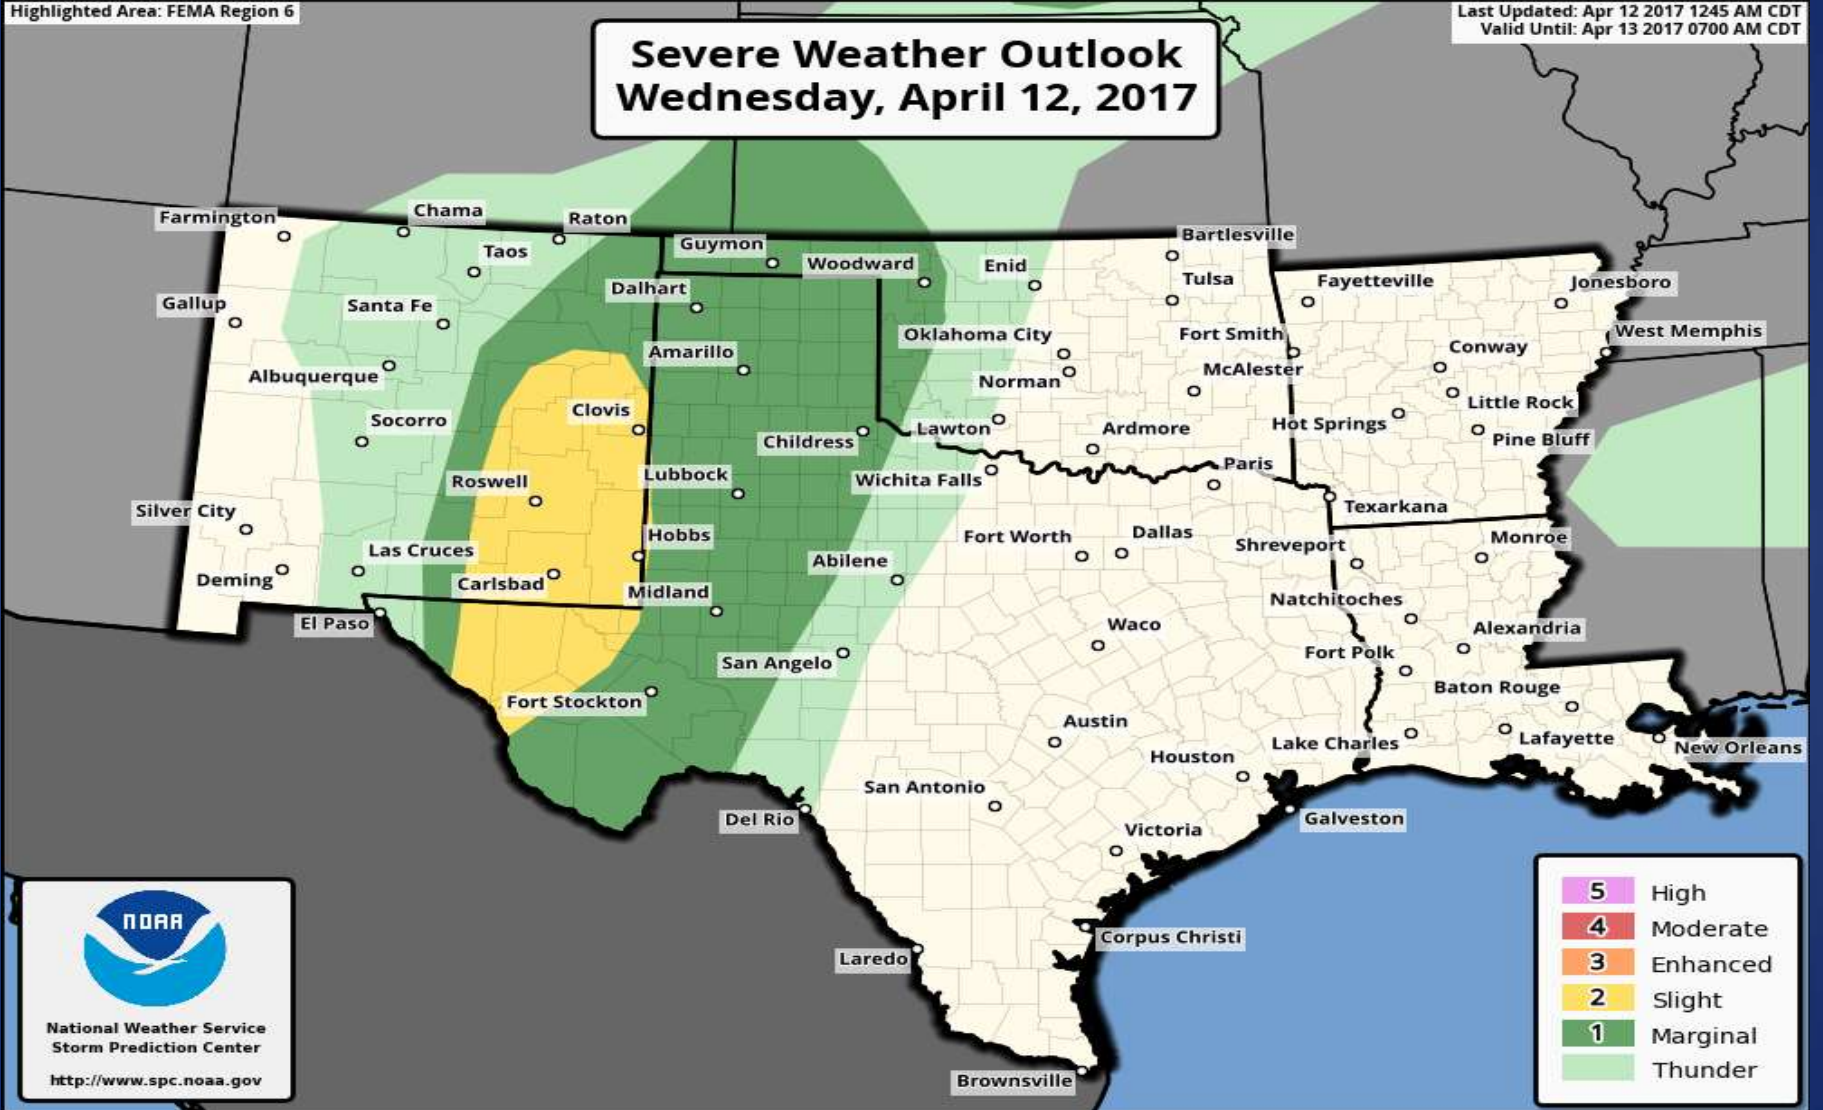 Highlighted Area: FEMA Region 6
Last Updated: Apr 12 2017 1245 AM CDT
Valid Until: Apr 13 2017 0700 AM CDT
Severe Weather Outlook
Wednesday, April 12, 2017
Farmington
Chama
Raton
Taos
Guymon
Woodward
Enid
Bartlesville
Tulsa
Fayetteville
Jonesboro
Gallup
Santa Fe
Dalhart
Oklahoma City
Fort Smith
West Memphis
Conway
Albuquerque
Amarillo
Norman
McAlester
Little Rock
Socorro
Clovis
Childress
Lawton
Ardmore
Hot Springs
Pine Bluff
Roswell
Lubbock
Wichita Falls
Paris
Texarkana
Silver City
Las Cruces
Hobbs
Fort Worth
Dallas
Shreveport
Monroe
Deming
Carlsbad
Midland
Abilene
Natchitoches
El Paso
Waco
Alexandria
San Angelo
Fort Polk
Fort Stockton
Baton Rouge
Austin
Lake Charles
Lafayette
New Orleans
Houston
San Antonio
Del Rio
Victoria
Galveston
Laredo
Corpus Christi
Brownsville
NOAA
National Weather Service
Storm Prediction Center
http://www.spc.noaa.gov
5 High
4 Moderate
3 Enhanced
2 Slight
1 Marginal
Thunder